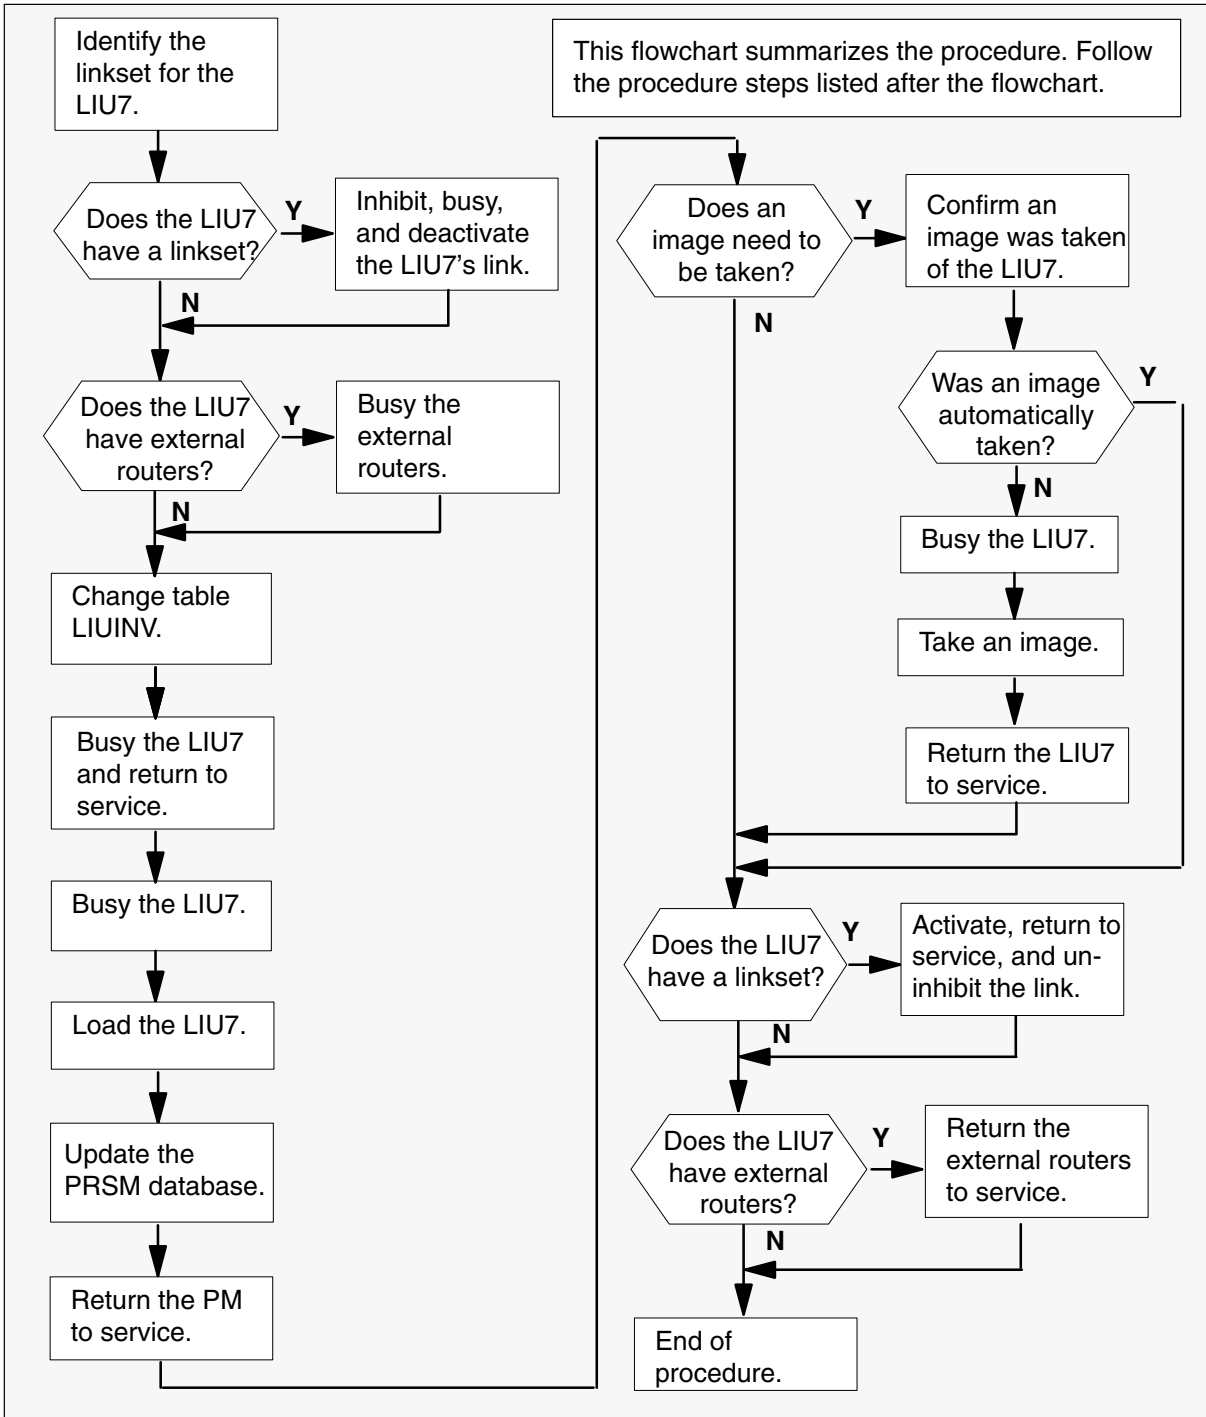 Identify the
linkset for the
LIU7.
Does the LIU7
have a linkset?
Y
Inhibit, busy,
and deactivate
the LIU7's link.
N
Does the LIU7
have external
routers?
Y
Busy the
external
routers.
N
Change table
LIUINV.
Busy the LIU7
and return to
service.
Busy the LIU7.
Load the LIU7.
Update the
PRSM database.
Return the PM
to service.
This flowchart summarizes the procedure. Follow
the procedure steps listed after the flowchart.
Does an
image need to
be taken?
Y
Confirm an
image was taken
of the LIU7.
N
Was an image
automatically
taken?
Y
N
Busy the LIU7.
Take an image.
Return the LIU7
to service.
Does the LIU7
have a linkset?
Y
Activate, return to
service, and un-
inhibit the link.
N
Does the LIU7
have external
routers?
Y
Return the
external routers
to service.
N
End of
procedure.